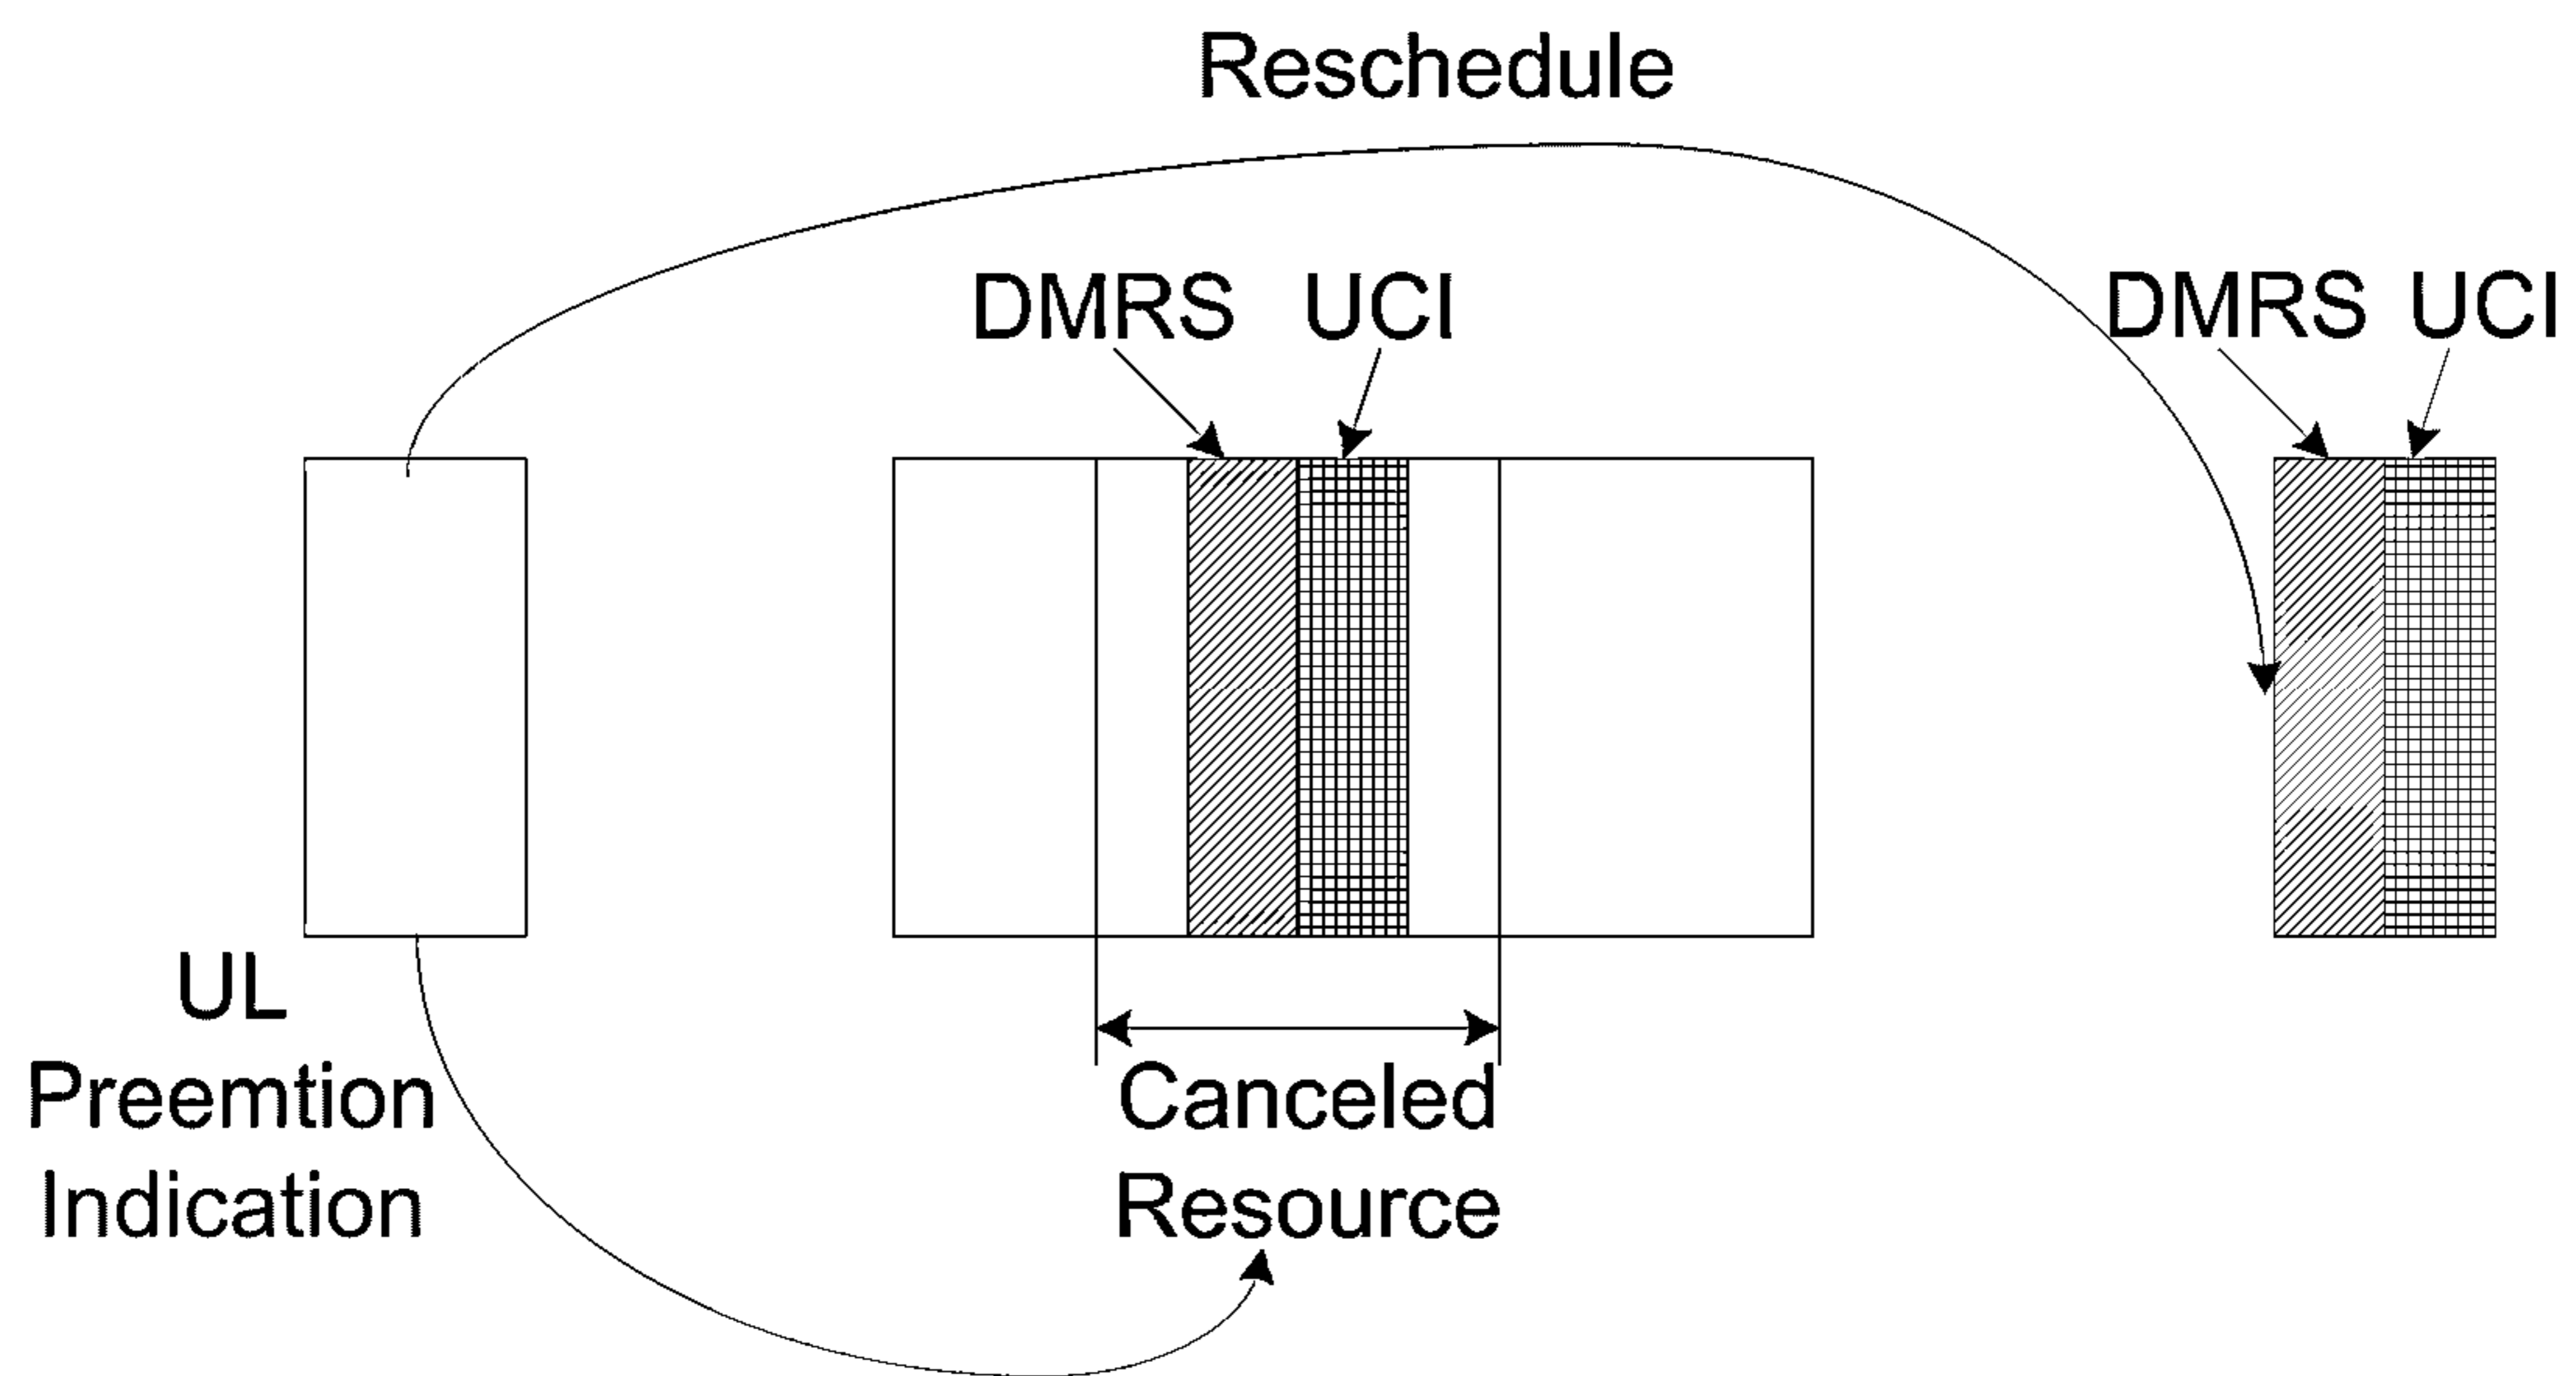 Reschedule
DMRS UCI
DMRS UCI
UL
Preemtion
Indication
Canceled
Resource